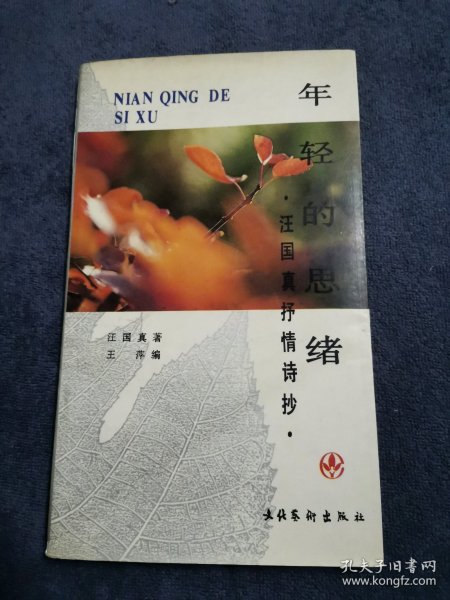 NIAN QING DE
SI XU
年轻的思绪
·汪国真抒情诗抄·
汪国真著
王萍编
文化艺术出版社
孔夫子旧书网
www.kongfz.com